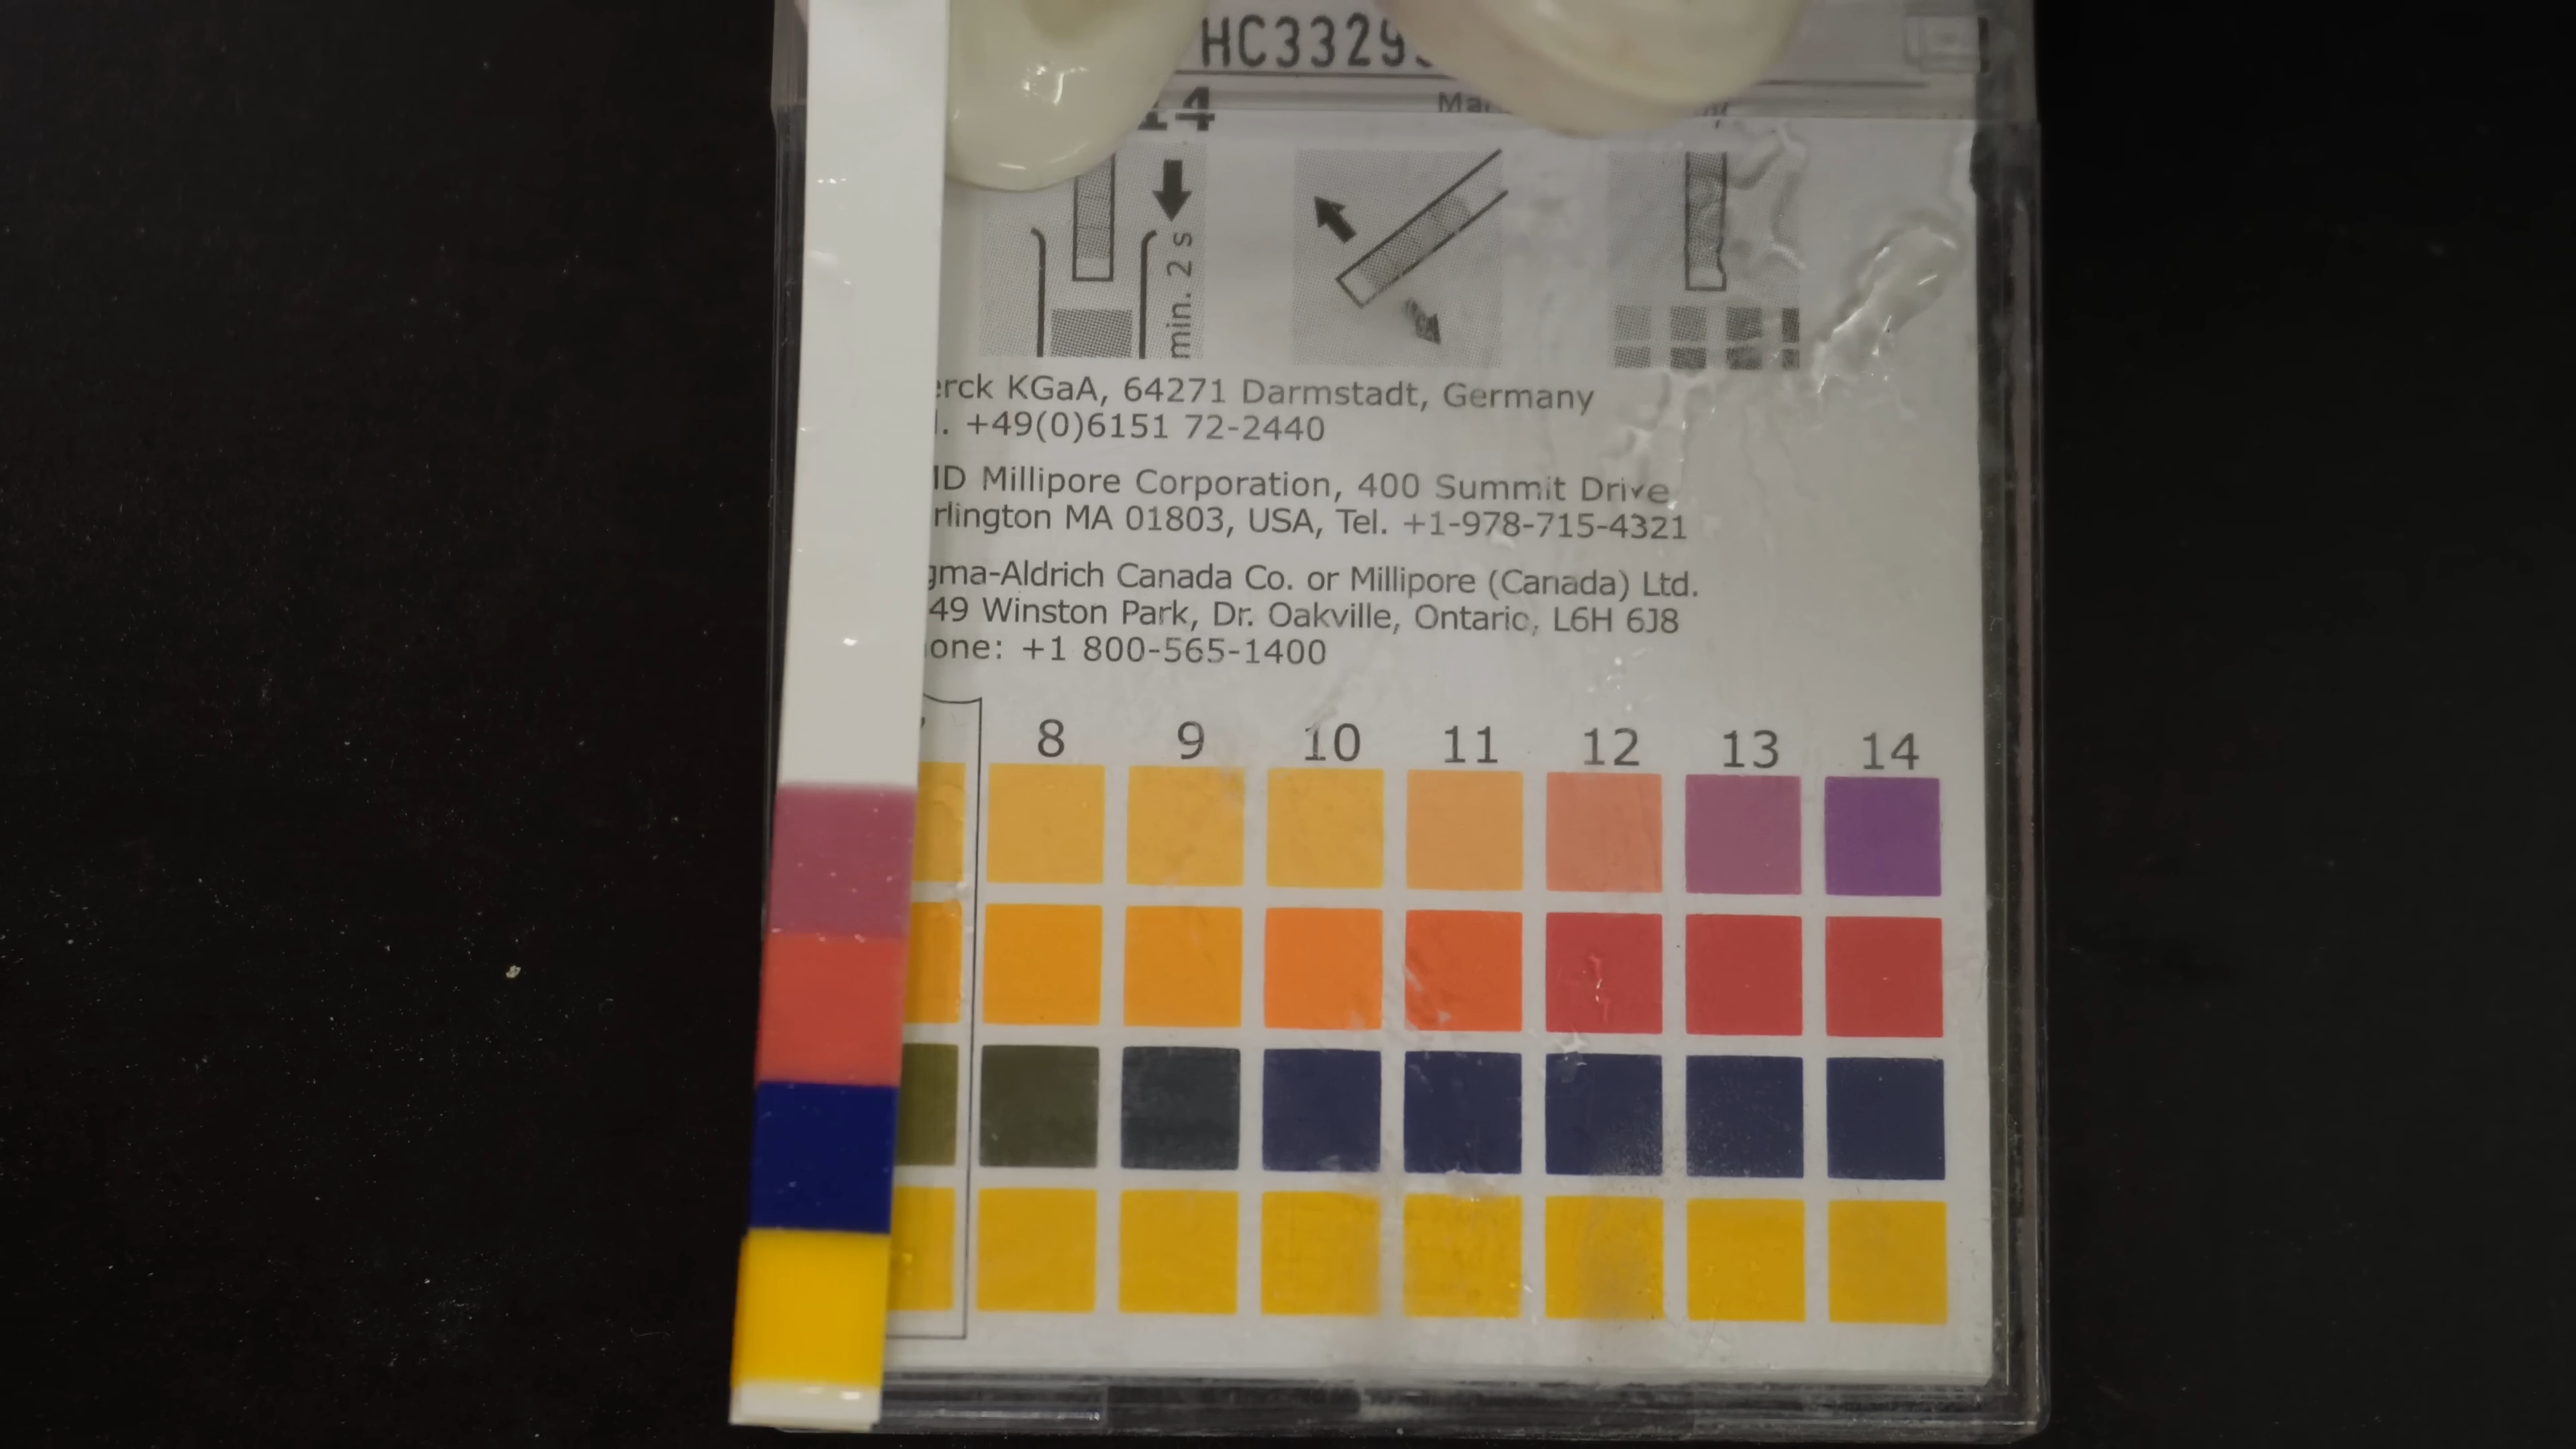 HC3329
14
min. 2 s
erck KGaA, 64271 Darmstadt, Germany
l. +49(0)6151 72-2440
ID Millipore Corporation, 400 Summit Drive
rlington MA 01803, USA, Tel. +1-978-715-4321
gma-Aldrich Canada Co. or Millipore (Canada) Ltd.
49 Winston Park, Dr. Oakville, Ontario, L6H 6J8
one: +1 800-565-1400
8 9 10 11 12 13 14